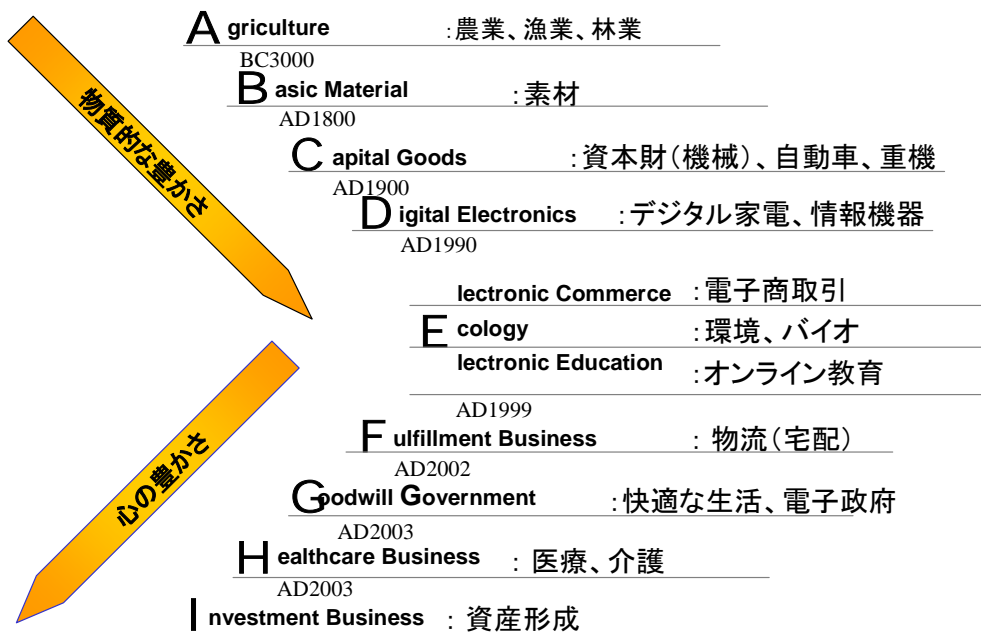 Agriculture :農業、漁業、林業
BC3000
Basic Material :素材
AD1800
Capital Goods :資本財(機械)、自動車、重機
AD1900
Digital Electronics :デジタル家電、情報機器
AD1990
物質的な豊かさ
lectronic Commerce :電子商取引
Ecology :環境、バイオ
lectronic Education :オンライン教育
AD1999
Fulfillment Business : 物流(宅配)
AD2002
Goodwill Government :快適な生活、電子政府
AD2003
Healthcare Business : 医療、介護
AD2003
Investment Business : 資産形成
心の豊かさ